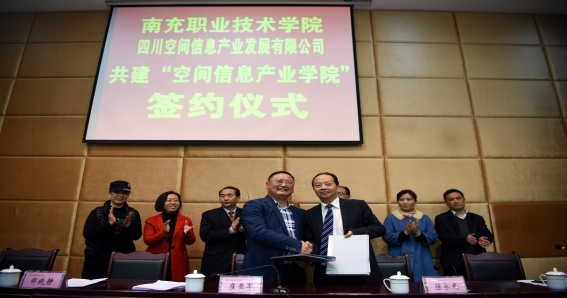 南充职业技术学院
四川空间信息产业发展有限公司
共建“空间信息产业学院”
签约仪式